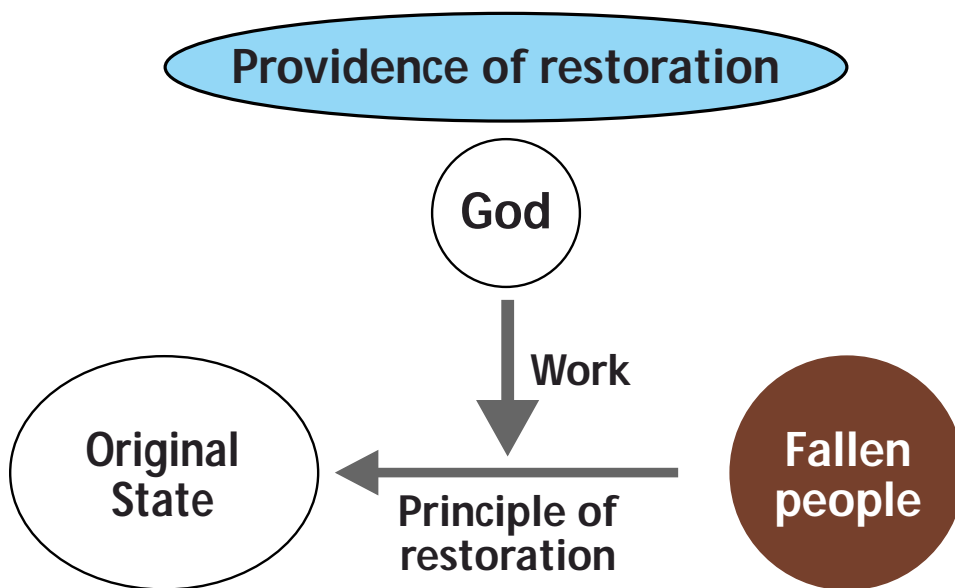 Providence of restoration
God
Work
Original
State
Fallen
people
Principle of
restoration